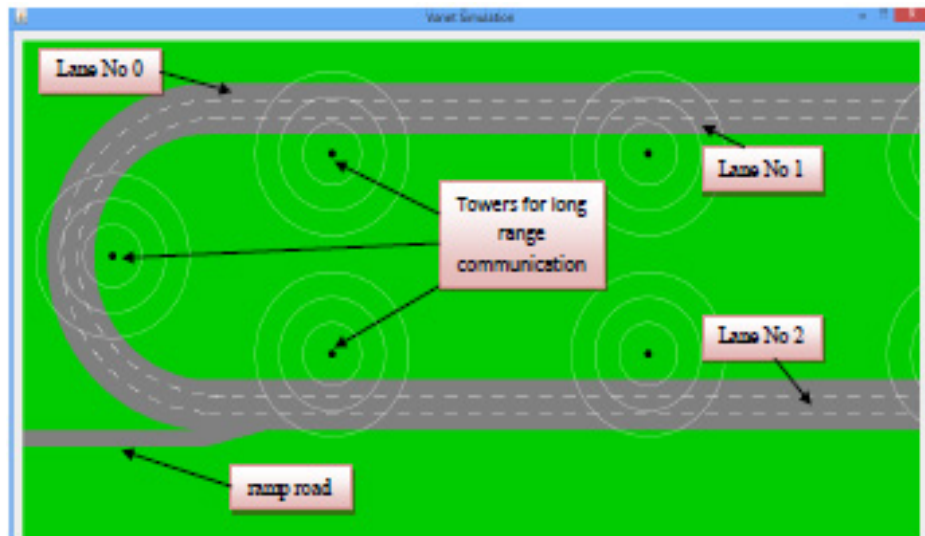 Vanet Simulation
Lane No 0
Lane No 1
Towers for long
range
communication
Lane No 2
ramp road